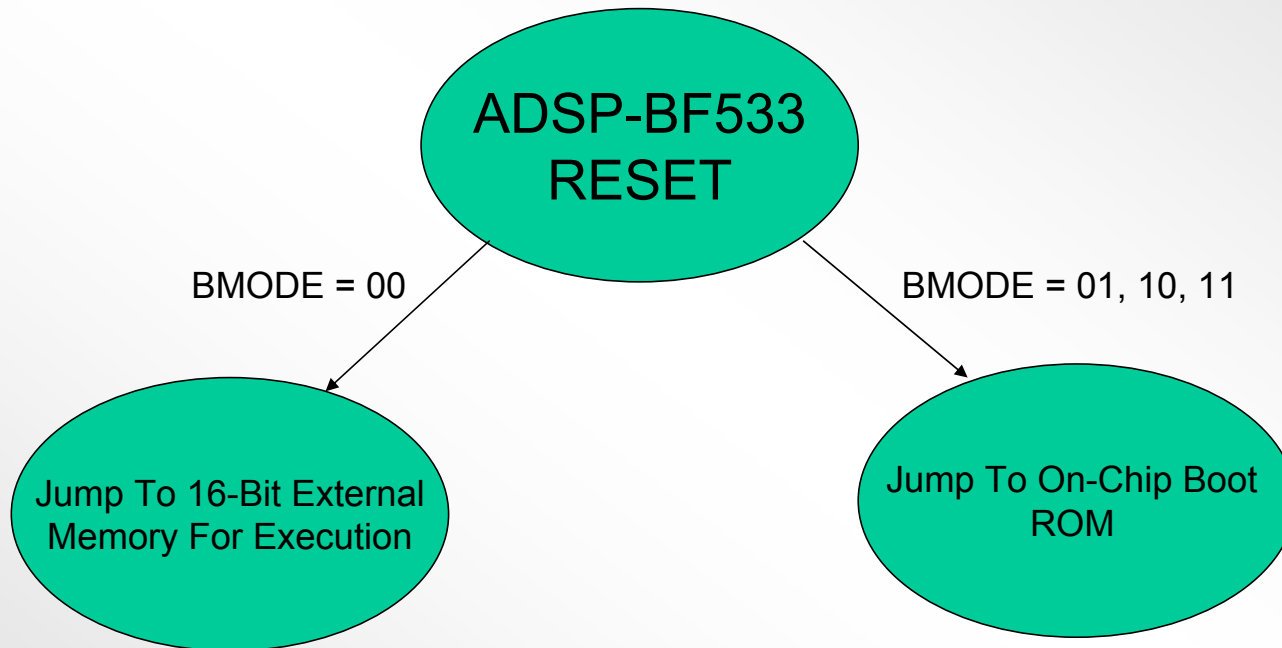 ADSP-BF533
RESET
BMODE = 00
BMODE = 01, 10, 11
Jump To 16-Bit External
Memory For Execution
Jump To On-Chip Boot
ROM